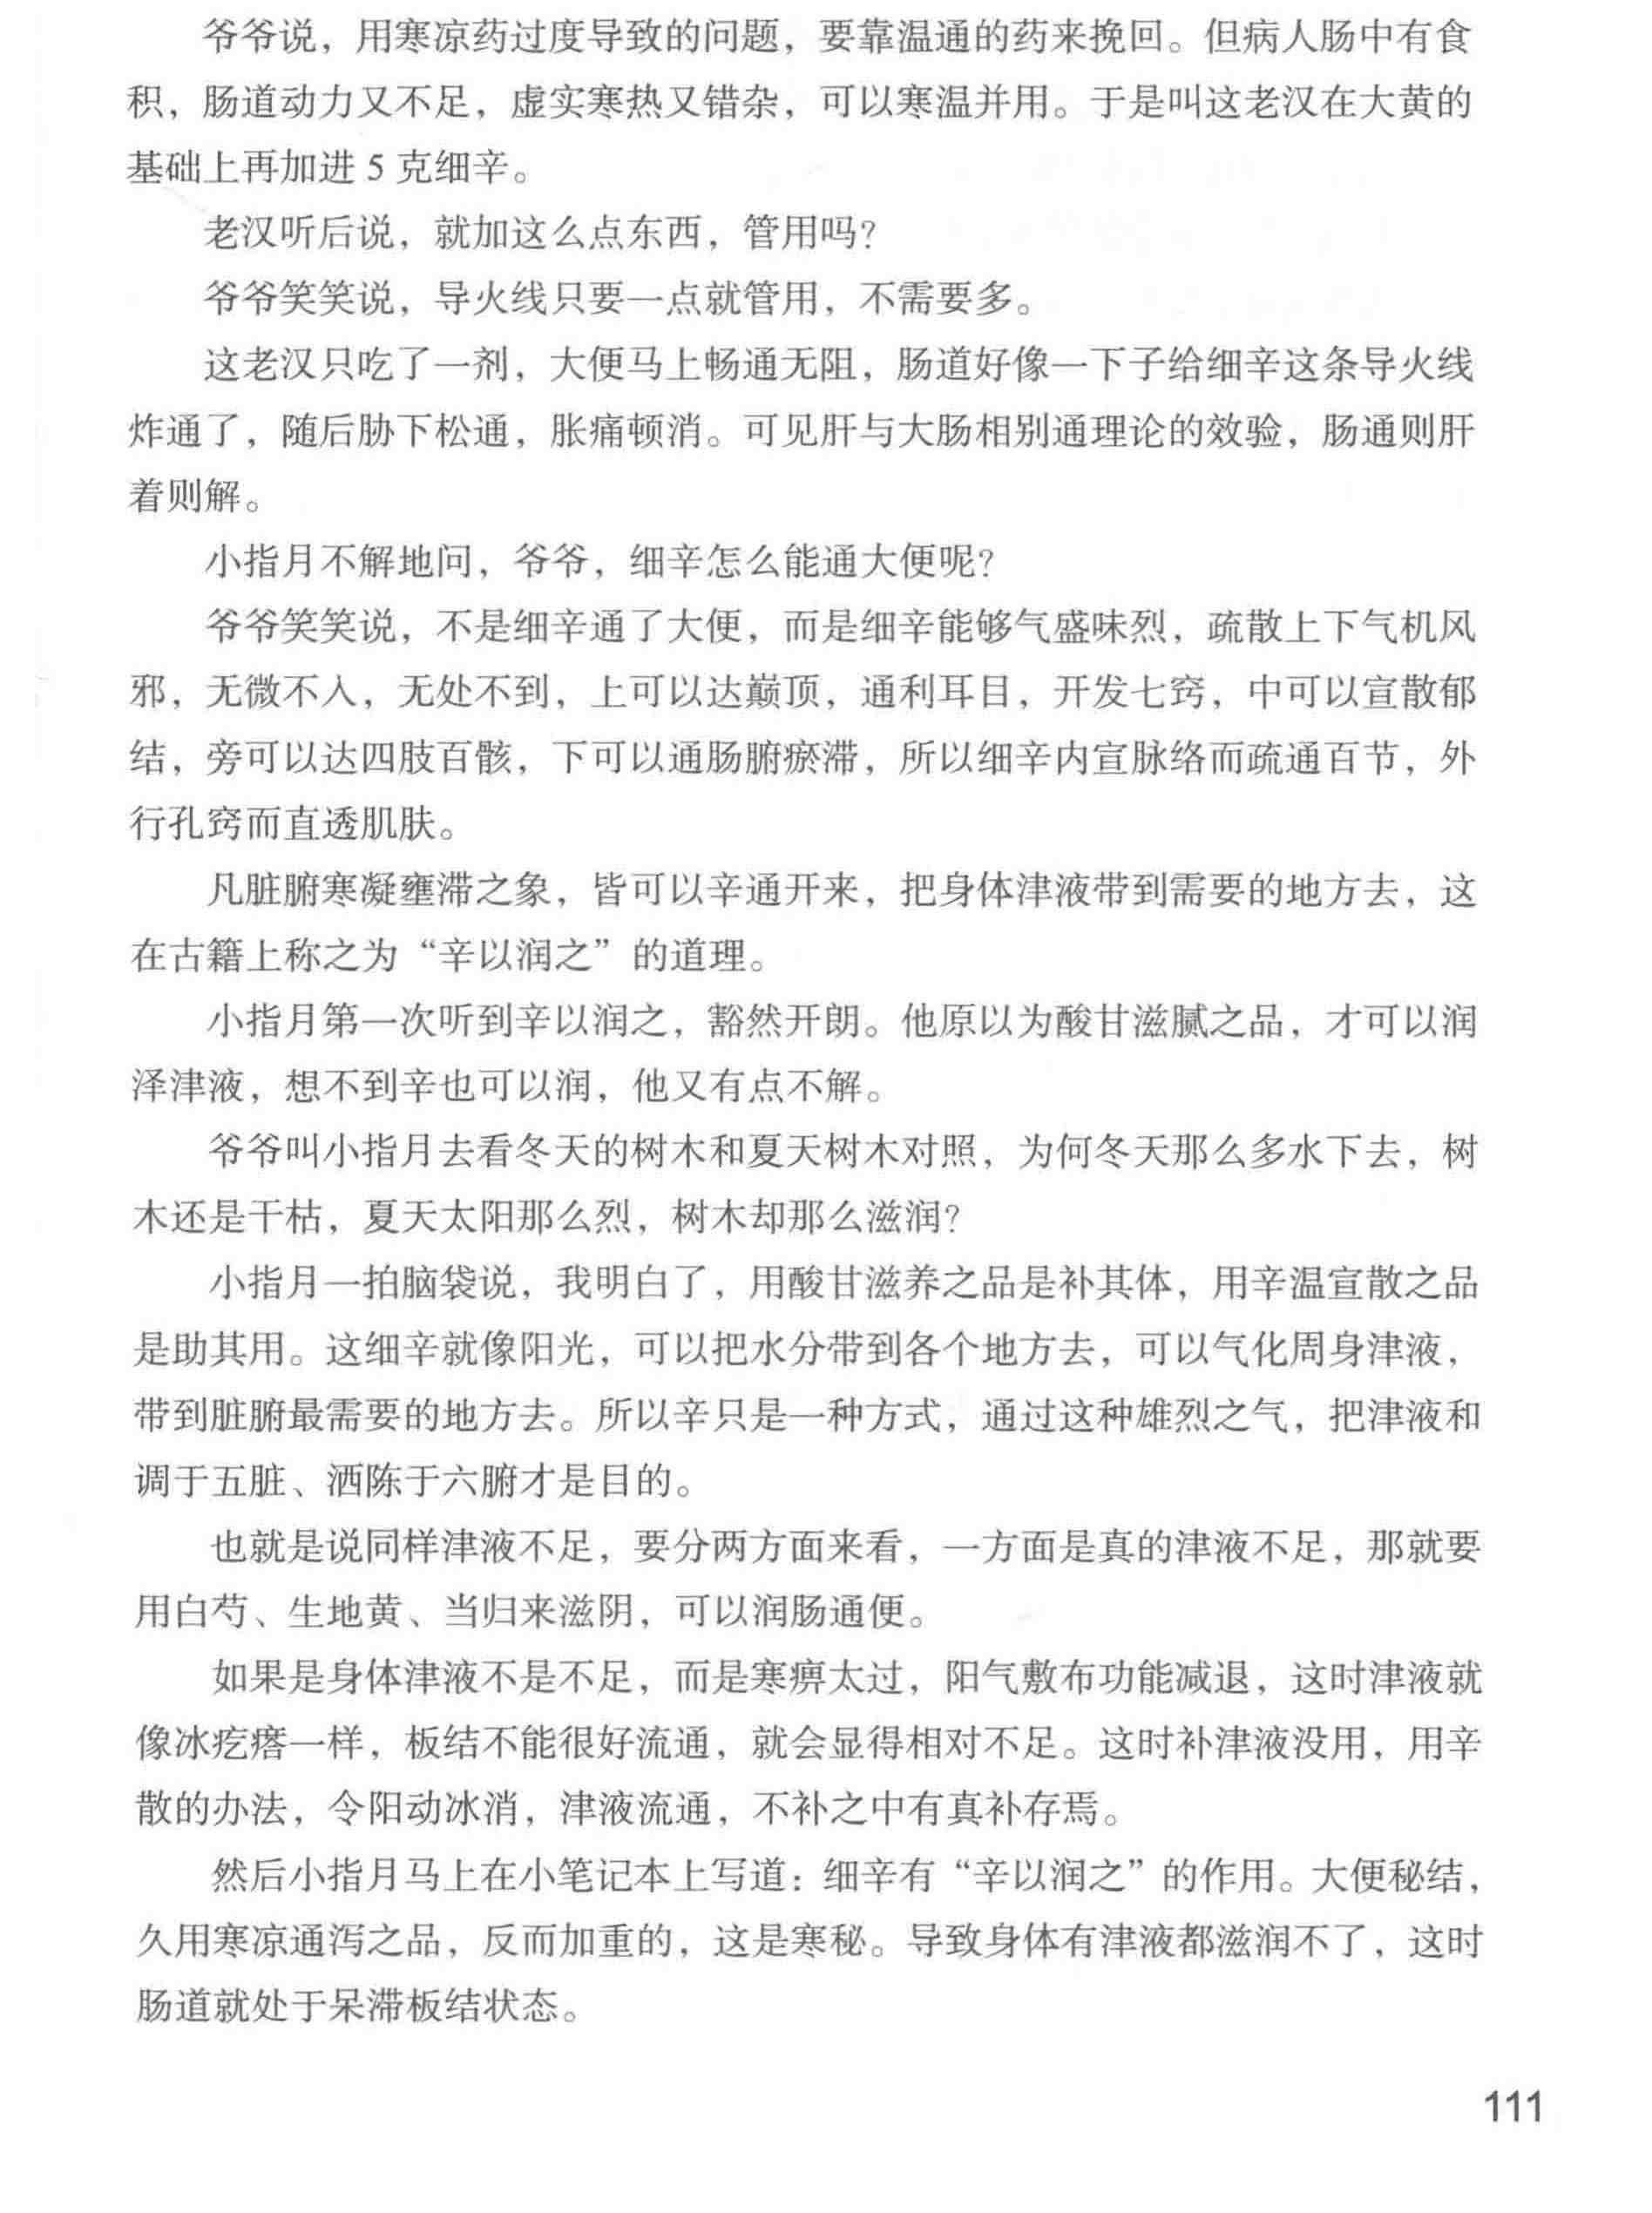 爷爷说，用寒凉药过度导致的问题，要靠温通的药来挽回。但病人肠中有食
积，肠道动力又不足，虚实寒热又错杂，可以寒温并用。于是叫这老汉在大黄的
基础上再加进 5 克细辛。
老汉听后说，就加这么点东西，管用吗？
爷爷笑笑说，导火线只要一点就管用，不需要多。
这老汉只吃了一剂，大便马上畅通无阻，肠道好像一下子给细辛这条导火线
炸通了，随后胁下松通，胀痛顿消。可见肝与大肠相别通理论的效验，肠通则肝
着则解。
小指月不解地问，爷爷，细辛怎么能通大便呢？
爷爷笑笑说，不是细辛通了大便，而是细辛能够气盛味烈，疏散上下气机风
邪，无微不入，无处不到，上可以达巅顶，通利耳目，开发七窍，中可以宣散郁
结，旁可以达四肢百骸，下可以通肠腑瘀滞，所以细辛内宣脉络而疏通百节，外
行孔窍而直透肌肤。
凡脏腑寒凝壅滞之象，皆可以辛通开来，把身体津液带到需要的地方去，这
在古籍上称之为“辛以润之”的道理。
小指月第一次听到辛以润之，豁然开朗。他原以为酸甘滋腻之品，才可以润
泽津液，想不到辛也可以润，他又有点不解。
爷爷叫小指月去看冬天的树木和夏天树木对照，为何冬天那么多水下去，树
木还是干枯，夏天太阳那么烈，树木却那么滋润？
小指月一拍脑袋说，我明白了，用酸甘滋养之品是补其体，用辛温宣散之品
是助其用。这细辛就像阳光，可以把水分带到各个地方去，可以气化周身津液，
带到脏腑最需要的地方去。所以辛只是一种方式，通过这种雄烈之气，把津液和
调于五脏、洒陈于六腑才是目的。
也就是说同样津液不足，要分两方面来看，一方面是真的津液不足，那就要
用白芍、生地黄、当归来滋阴，可以润肠通便。
如果是身体津液不是不足，而是寒痹太过，阳气敷布功能减退，这时津液就
像冰疙瘩一样，板结不能很好流通，就会显得相对不足。这时补津液没用，用辛
散的办法，令阳动冰消，津液流通，不补之中有真补存焉。
然后小指月马上在小笔记本上写道：细辛有“辛以润之”的作用。大便秘结，
久用寒凉通泻之品，反而加重的，这是寒秘。导致身体有津液都滋润不了，这时
肠道就处于呆滞板结状态。
111